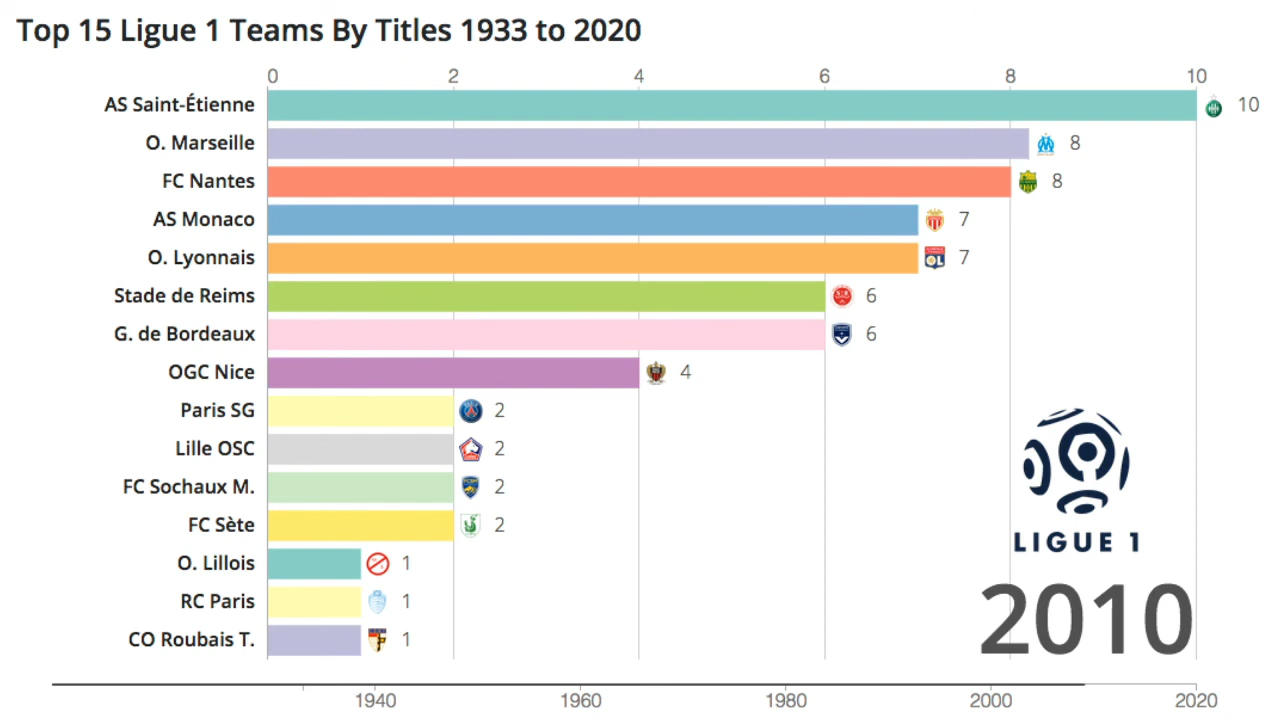 Top 15 Ligue 1 Teams By Titles 1933 to 2020
0 2 4 6 8 10
AS Saint-Étienne 10
O. Marseille 8
FC Nantes 8
AS Monaco 7
O. Lyonnais 7
Stade de Reims 6
G. de Bordeaux 6
OGC Nice 4
Paris SG 2
Lille OSC 2
FC Sochaux M. 2
FC Sète 2
O. Lillois 1
RC Paris 1
CO Roubais T. 1
LIGUE 1
2010
1940 1960 1980 2000 2020